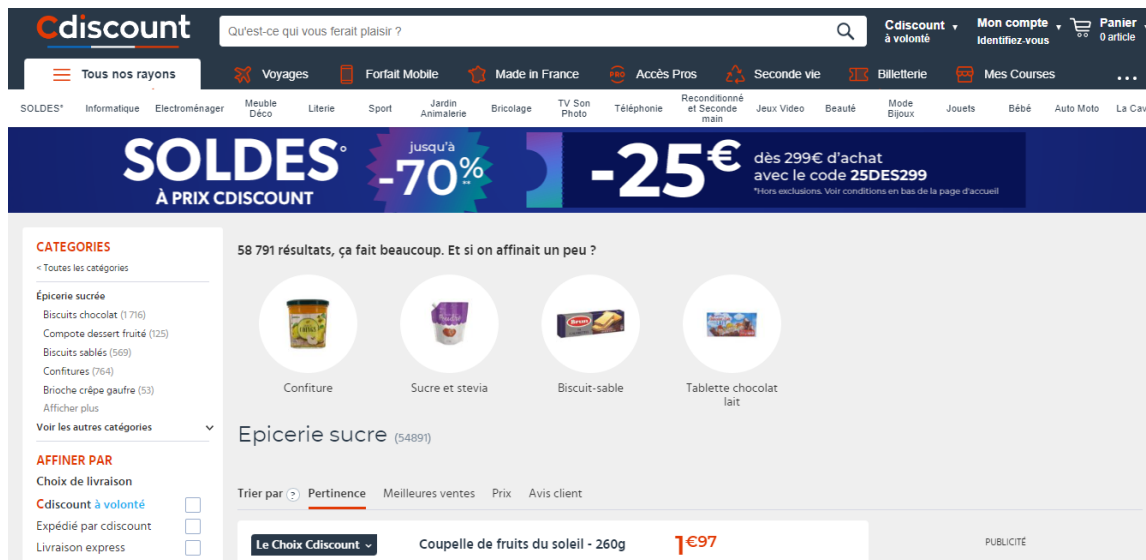 Cdiscount
Qu'est-ce qui vous ferait plaisir ?
Cdiscount
à volonté
Mon compte
Identifiez-vous
Panier
0 article
Tous nos rayons
Voyages
Forfait Mobile
Made in France
PRO
Accès Pros
Seconde vie
Billetterie
Mes Courses
...
SOLDES*
Informatique
Electroménager
Meuble
Déco
Literie
Sport
Jardin
Animalerie
Bricolage
TV Son
Photo
Téléphonie
Reconditionné
et Seconde
main
Jeux Video
Beauté
Mode
Bijoux
Jouets
Bébé
Auto Moto
La Cav
SOLDES°
À PRIX CDISCOUNT
jusqu'à
-70%
**
-25€
dès 299€ d'achat
avec le code 25DES299
*Hors exclusions. Voir conditions en bas de la page d'accueil
CATEGORIES
< Toutes les catégories
Épicerie sucrée
Biscuits chocolat (1 716)
Compote dessert fruité (125)
Biscuits sablés (569)
Confitures (764)
Brioche crêpe gaufre (53)
Afficher plus
Voir les autres catégories
AFFINER PAR
Choix de livraison
Cdiscount à volonté
Expédié par cdiscount
Livraison express
58 791 résultats, ça fait beaucoup. Et si on affinait un peu ?
Confiture
Sucre et stevia
Brun
Biscuit-sable
Tablette chocolat
lait
Epicerie sucre (54891)
Trier par ?
Pertinence
Meilleures ventes
Prix
Avis client
Le Choix Cdiscount
Coupelle de fruits du soleil - 260g
1€97
PUBLICITÉ